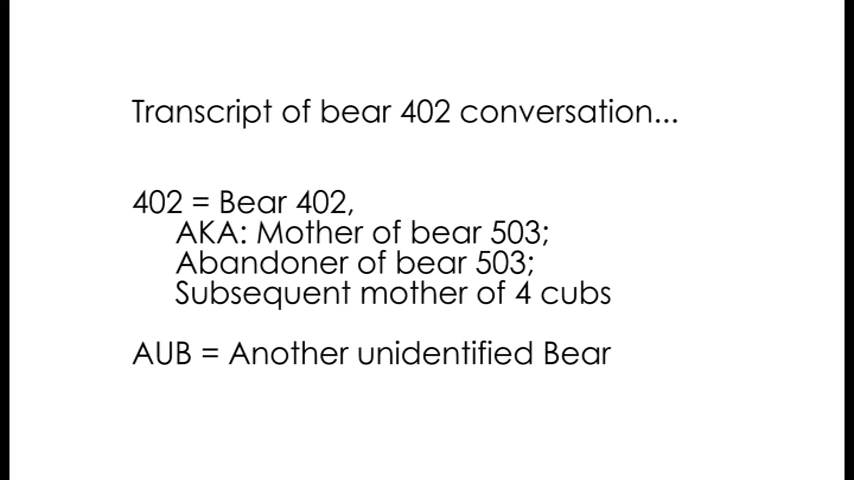 Transcript of bear 402 conversation...
402 = Bear 402,
AKA: Mother of bear 503;
Abandoner of bear 503;
Subsequent mother of 4 cubs
AUB = Another unidentified Bear